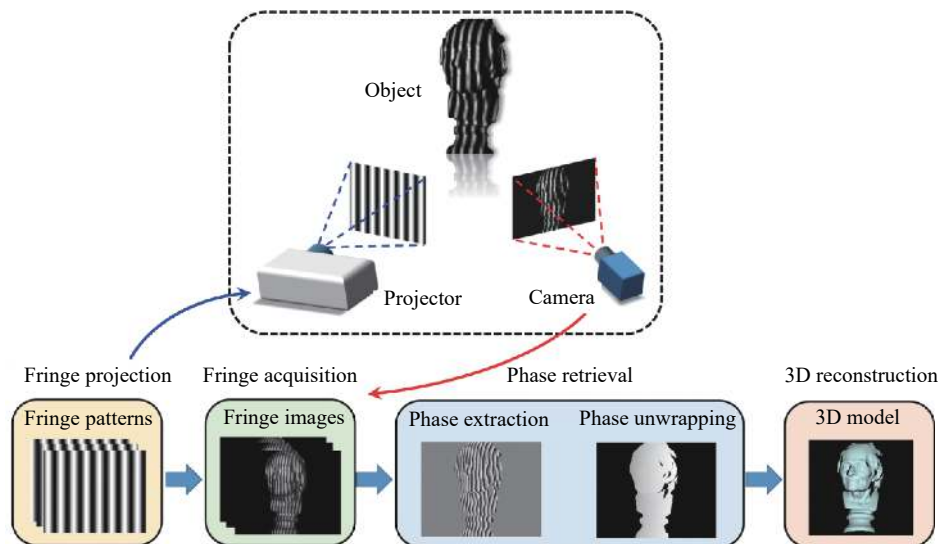 Object
Projector
Camera
Fringe projection
Fringe acquisition
Phase retrieval
3D reconstruction
Fringe patterns
Fringe images
Phase extraction
Phase unwrapping
3D model